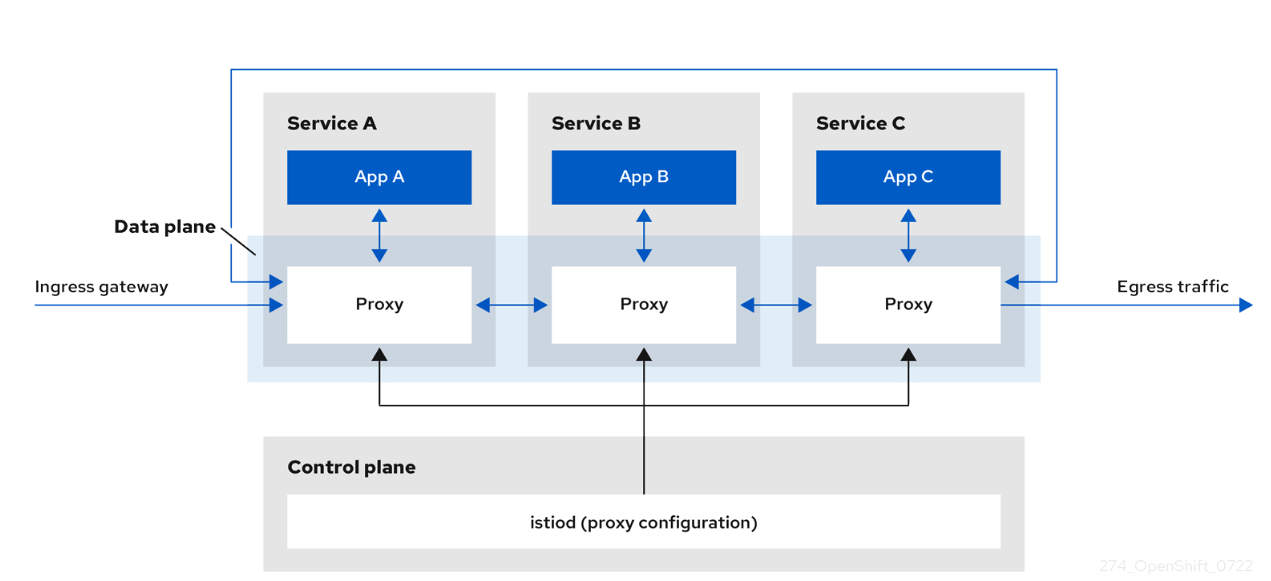 Service A
Service B
Service C
App A
App B
App C
Data plane
Ingress gateway
Proxy
Proxy
Proxy
Egress traffic
Control plane
istiod (proxy configuration)
274_OpenShift_0722